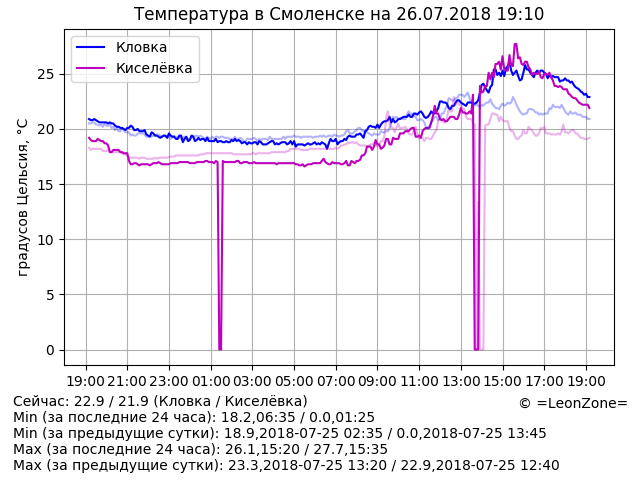 Температура в Смоленске на 26.07.2018 19:10
Кловка
Киселёвка
градусов Цельсия, °C
25
20
15
10
5
0
19:00 21:00 23:00 01:00 03:00 05:00 07:00 09:00 11:00 13:00 15:00 17:00 19:00
Сейчас: 22.9 / 21.9 (Кловка / Киселёвка)
© =LeonZone=
Min (за последние 24 часа): 18.2,06:35 / 0.0,01:25
Min (за предыдущие сутки): 18.9,2018-07-25 02:35 / 0.0,2018-07-25 13:45
Max (за последние 24 часа): 26.1,15:20 / 27.7,15:35
Max (за предыдущие сутки): 23.3,2018-07-25 13:20 / 22.9,2018-07-25 12:40